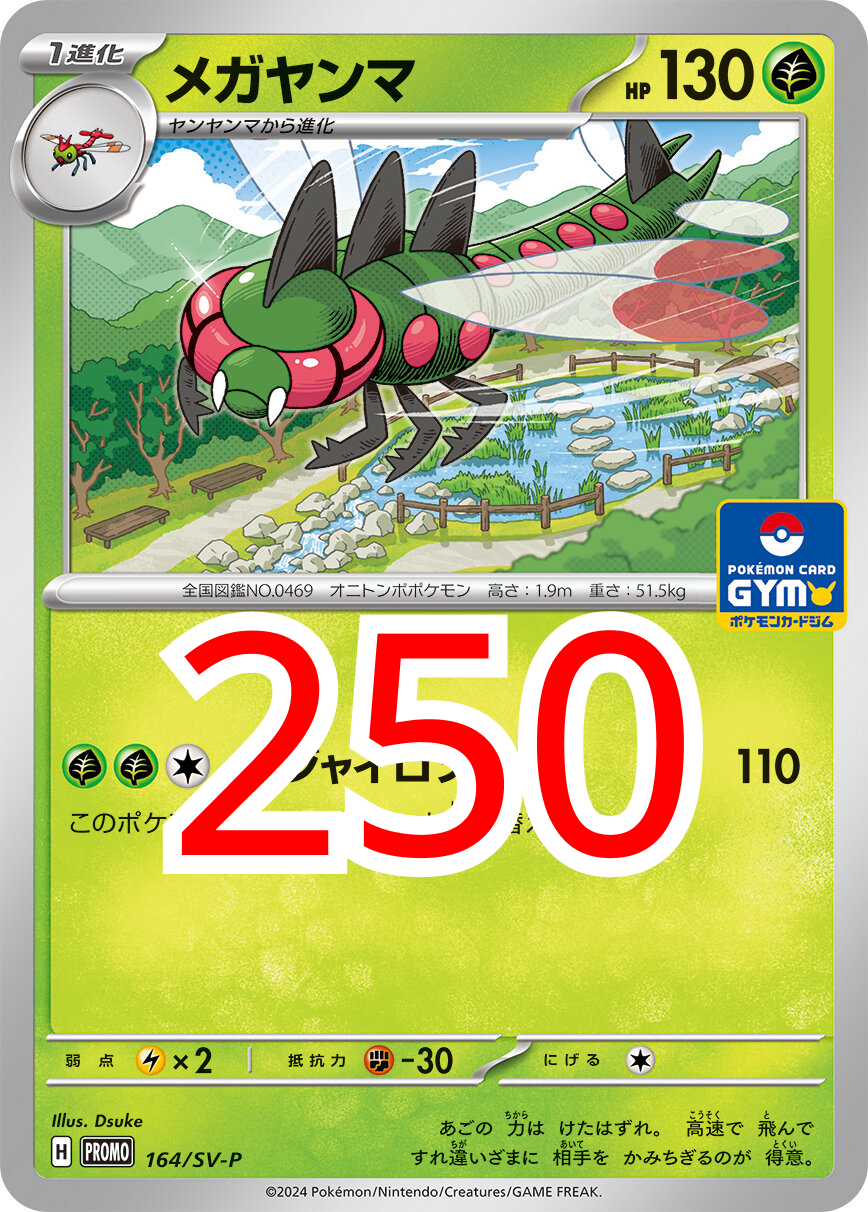 1進化
メガヤンマ
HP 130
ヤンヤンマから進化
全国図鑑NO.0469 オニトンボポケモン 高さ：1.9m 重さ：51.5kg
POKÉMON CARD
GYM
ポケモンカードジム
250
110
このポケ
弱点 ×2 抵抗力 -30 にげる
Illus. Dsuke
あごの 力は けたはずれ。 高速で 飛んで
すれ違いざまに 相手を かみちぎるのが 得意。
H PROMO 164/SV-P
©2024 Pokémon/Nintendo/Creatures/GAME FREAK.